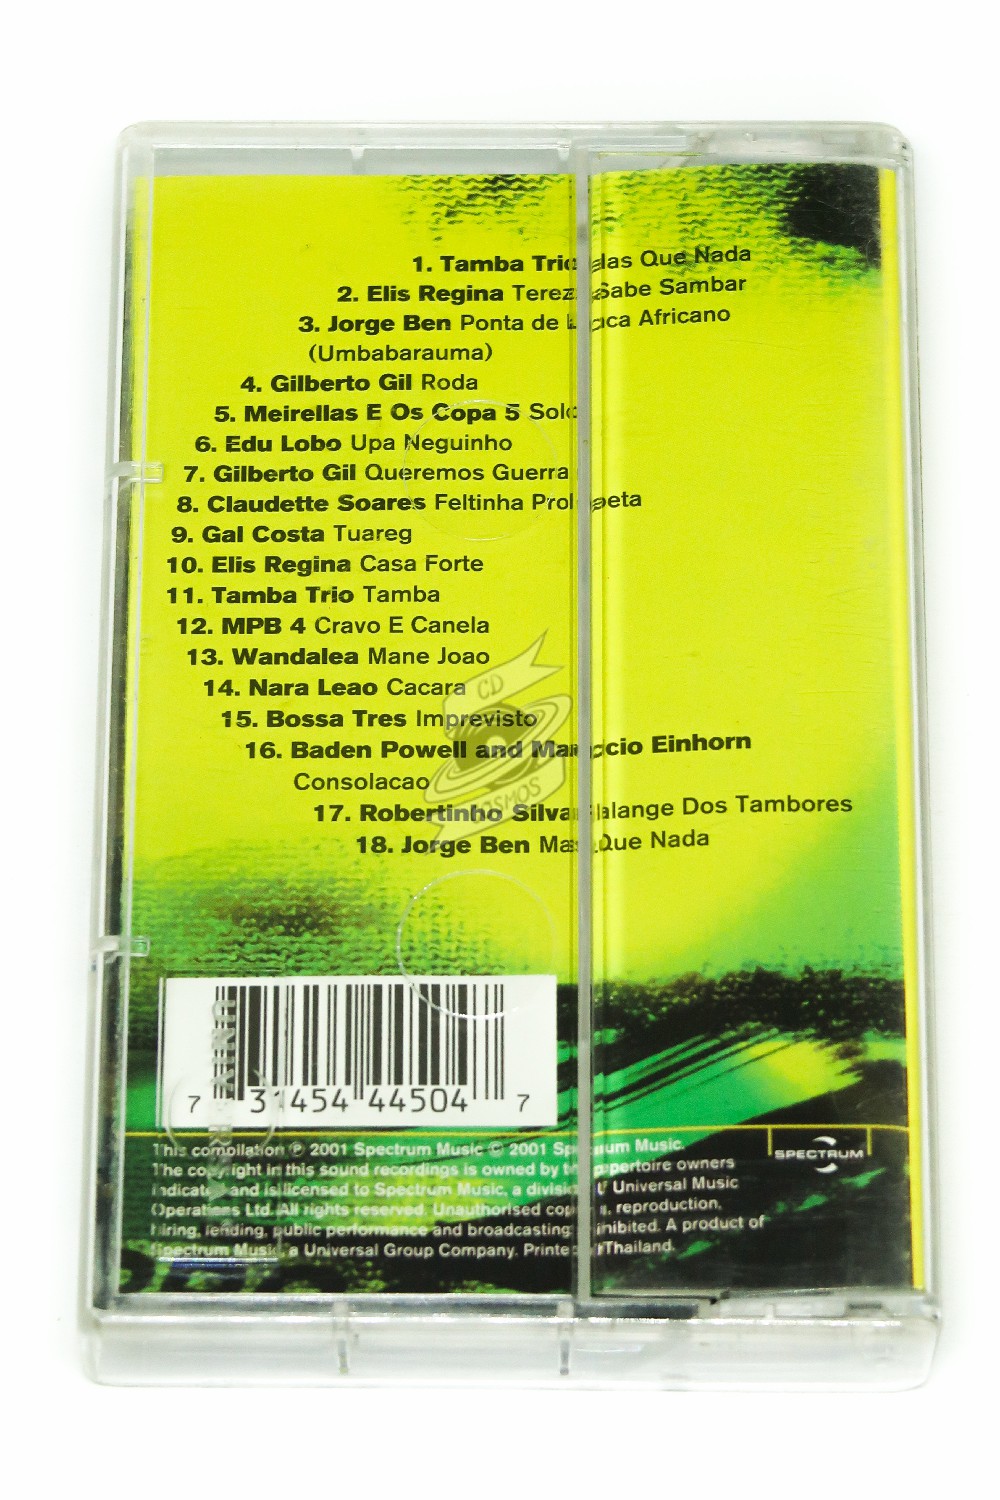 1. Tamba Trio Mas Que Nada
2. Elis Regina Tereza Sabe Sambar
3. Jorge Ben Ponta de Lanca Africano
(Umbabarauma)
4. Gilberto Gil Roda
5. Meirellas E Os Copa 5 Solo
6. Edu Lobo Upa Neguinho
7. Gilberto Gil Queremos Guerra
8. Claudette Soares Feltinha Pro
9. Gal Costa Tuareg
10. Elis Regina Casa Forte
11. Tamba Trio Tamba
12. MPB 4 Cravo E Canela
13. Wandalea Mane Joao
14. Nara Leao Cacara
15. Bossa Tres Imprevisto
16. Baden Powell and Mauricio Einhorn
Consolacao
17. Robertinho Silva Falange Dos Tambores
18. Jorge Ben Mas Que Nada
CD
COSMOS
7 31454 44504 7
SPECTRUM
This compilation ℗ 2001 Spectrum Music © 2001 Spectrum Music.
The copyright in this sound recordings is owned by the repertoire owners
indicated and is licensed to Spectrum Music, a division of Universal Music
Operations Ltd. All rights reserved. Unauthorised copying, reproduction,
hiring, lending, public performance and broadcasting prohibited. A product of
Spectrum Music, a Universal Group Company. Printed in Thailand.